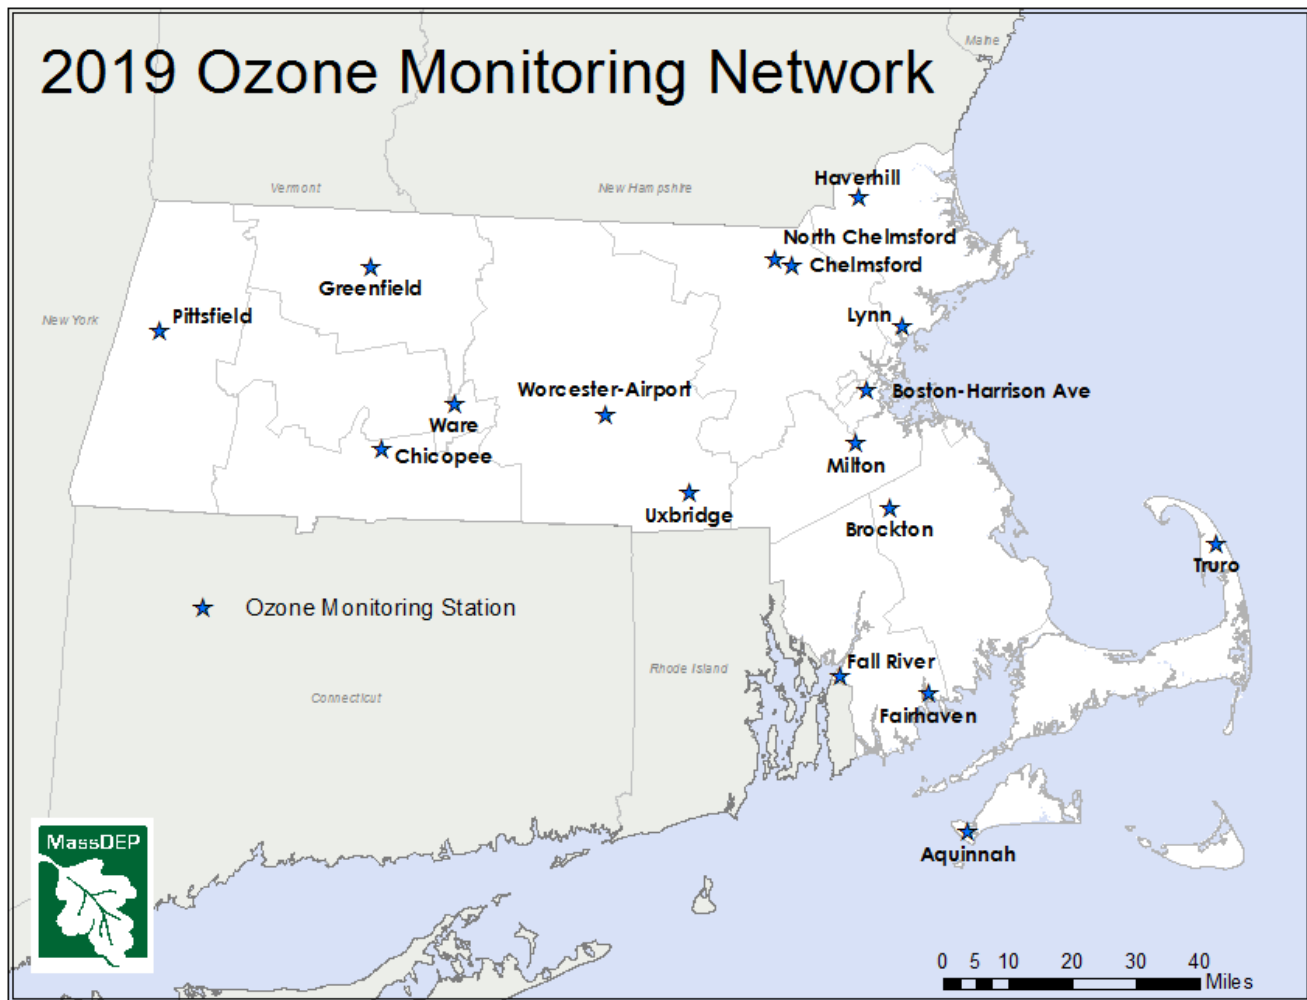 2019 Ozone Monitoring Network
Maine
Vermont
New Hampshire
Haverhill
North Chelmsford
Chelmsford
Greenfield
New York
Pittsfield
Lynn
Worcester-Airport
Boston-Harrison Ave
Ware
Chicopee
Milton
Uxbridge
Brockton
Truro
Ozone Monitoring Station
Rhode Island
Fall River
Connecticut
Fairhaven
MassDEP
Aquinnah
0 5 10 20 30 40
Miles